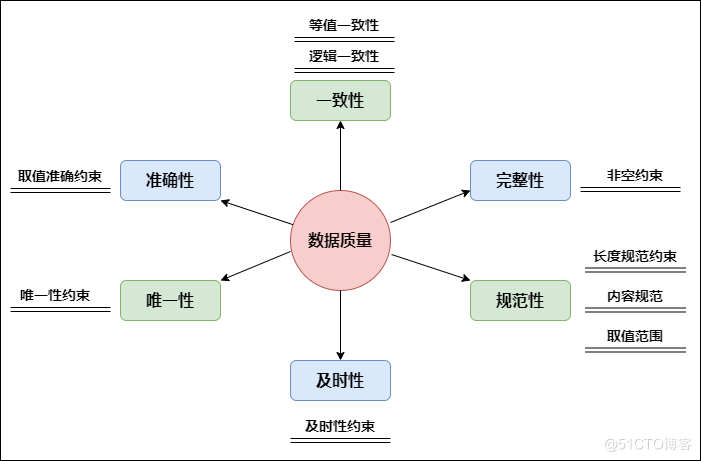 等值一致性
逻辑一致性
一致性
取值准确约束
准确性
完整性
非空约束
数据质量
长度规范约束
唯一性约束
唯一性
规范性
内容规范
取值范围
及时性
及时性约束
@51CTO博客